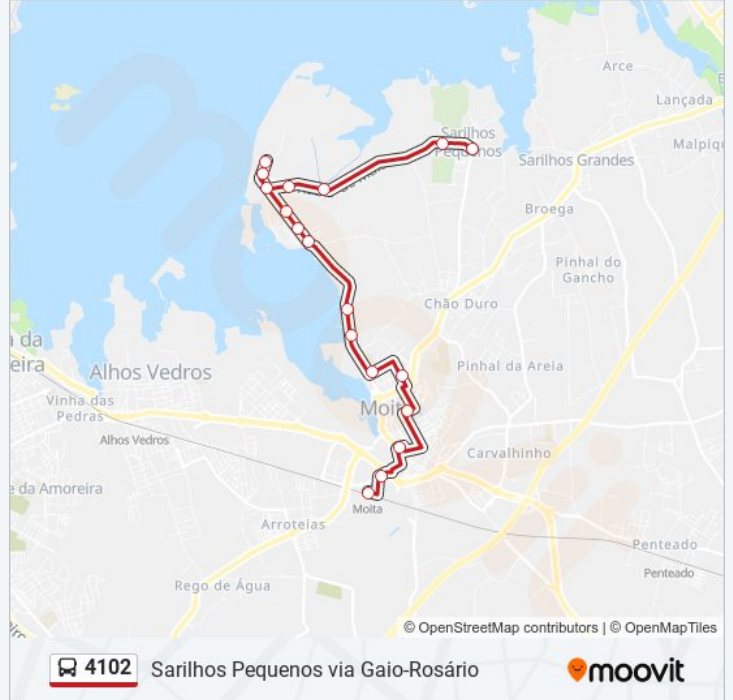 Arce
Lançada
Sarilhos
Pequenos
Malpiqu
Sarilhos Grandes
Broega
Pinhal do
Gancho
Chão Duro
a da
eira
Alhos Vedros
Pinhal da Areia
Vinha das
Pedras
Moita
Alhos Vedros
Carvalhinho
e da Amoreira
Moita
Arroteias
Penteado
Penteado
Rego de Água
© OpenStreetMap contributors | © OpenMapTiles
4102 Sarilhos Pequenos via Gaio-Rosário
moovit